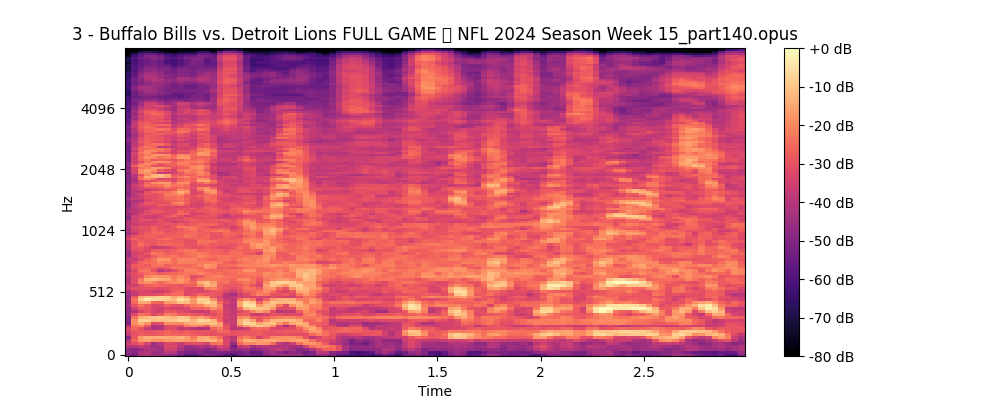 3 - Buffalo Bills vs. Detroit Lions FULL GAME ▯ NFL 2024 Season Week 15_part140.opus
Hz
4096
2048
1024
512
0
0 0.5 1 1.5 2 2.5
Time
+0 dB
-10 dB
-20 dB
-30 dB
-40 dB
-50 dB
-60 dB
-70 dB
-80 dB